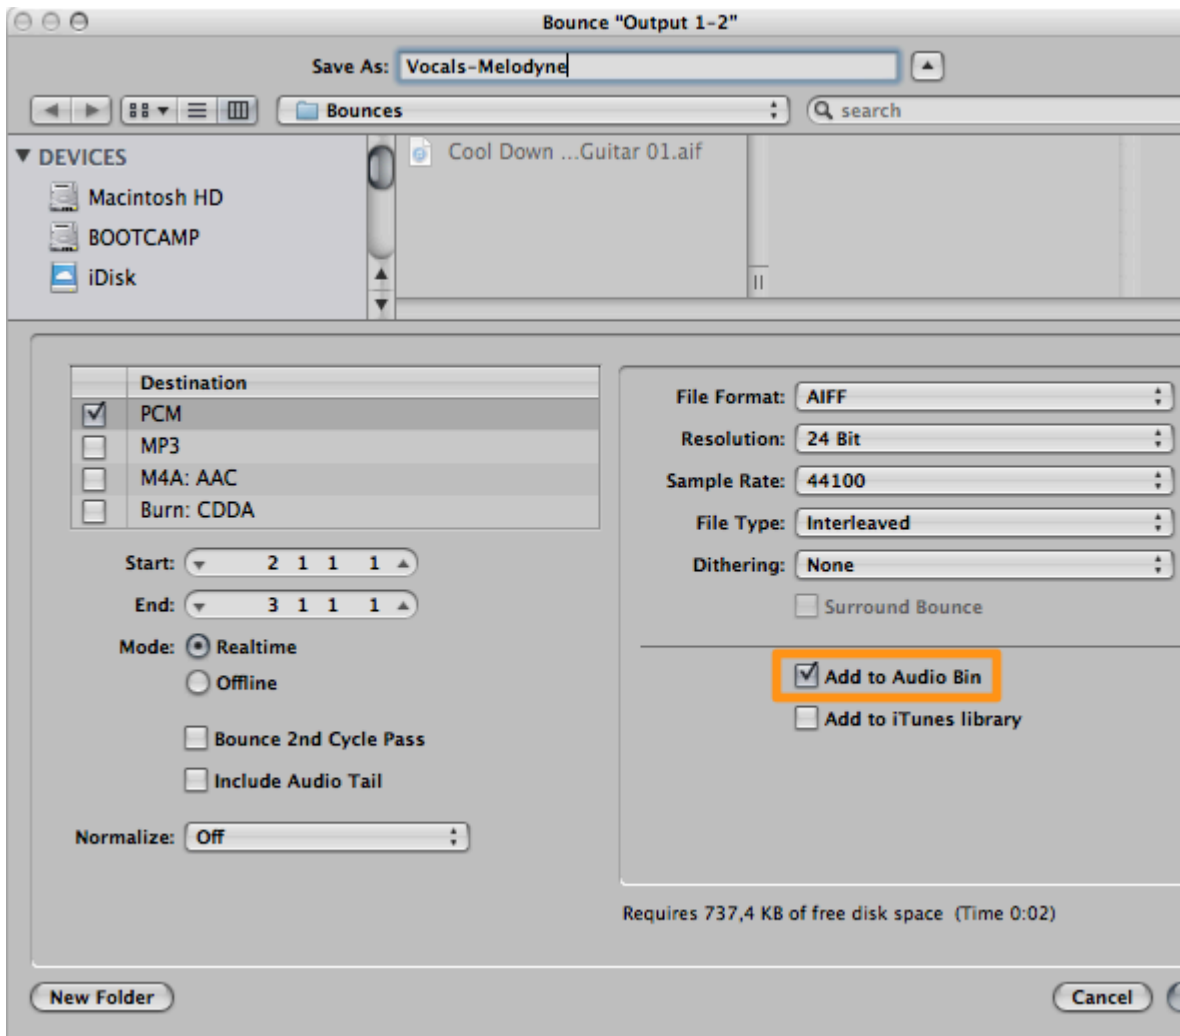 Bounce "Output 1-2"
Save As: Vocals-Melodyne
Bounces
search
DEVICES
Macintosh HD
BOOTCAMP
iDisk
Cool Down ...Guitar 01.aif
Destination
PCM
MP3
M4A: AAC
Burn: CDDA
Start: 2 1 1 1
End: 3 1 1 1
Mode: Realtime
Offline
Bounce 2nd Cycle Pass
Include Audio Tail
Normalize: Off
File Format: AIFF
Resolution: 24 Bit
Sample Rate: 44100
File Type: Interleaved
Dithering: None
Surround Bounce
Add to Audio Bin
Add to iTunes library
Requires 737,4 KB of free disk space (Time 0:02)
New Folder
Cancel